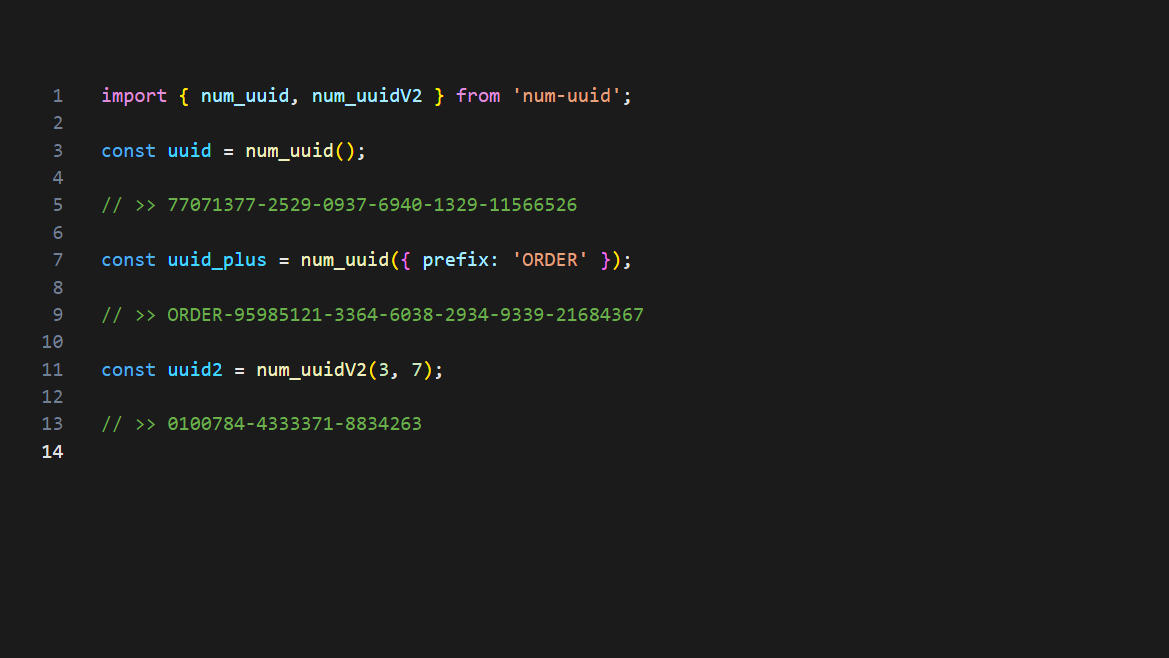 1 import { num_uuid, num_uuidV2 } from 'num-uuid';
2
3 const uuid = num_uuid();
4
5 // >> 77071377-2529-0937-6940-1329-11566526
6
7 const uuid_plus = num_uuid({ prefix: 'ORDER' });
8
9 // >> ORDER-95985121-3364-6038-2934-9339-21684367
10
11 const uuid2 = num_uuidV2(3, 7);
12
13 // >> 0100784-4333371-8834263
14